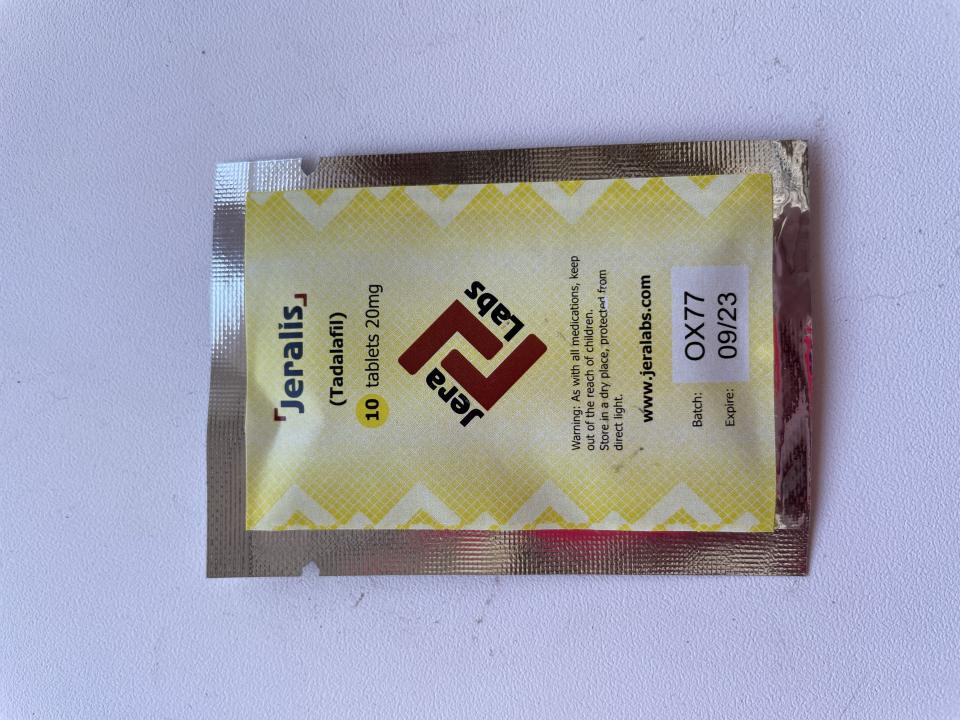 Jeralis
(Tadalafil)
10 tablets 20mg
Jera
Labs
Warning: As with all medications, keep
out of the reach of children.
Store in a dry place, protected from
direct light.
www.jeralabs.com
Batch: OX77
Expire: 09/23